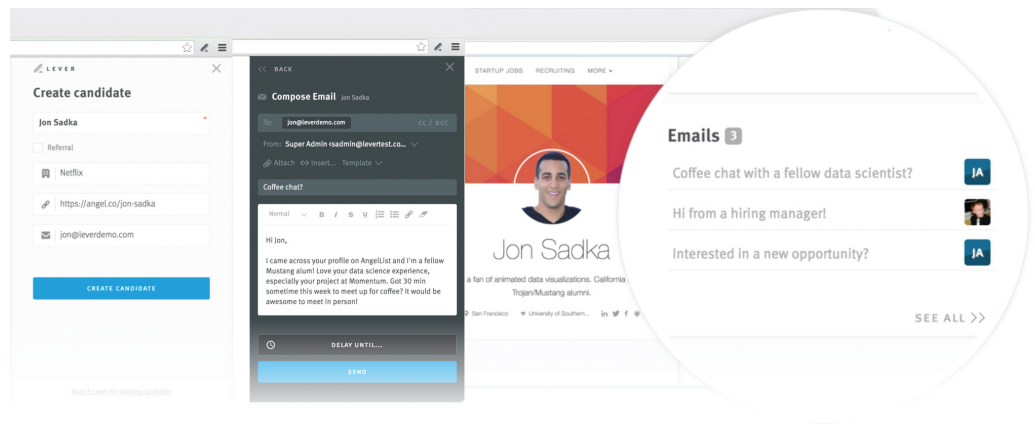 LEVER
Create candidate
Jon Sadka
*
Referral
Netflix
https://angel.co/jon-sadka
jon@leverdemo.com
CREATE CANDIDATE
Search Lever for existing candidate
<< BACK
Compose Email Jon Sadka
To: jon@leverdemo.com CC / BCC
From: Super Admin <sadmin@levertest.co...
Attach <> Insert... Template
Coffee chat?
Normal B I S U
Hi Jon,
I came across your profile on AngelList and I'm a fellow
Mustang alum! Love your data science experience,
especially your project at Momentum. Got 30 min
sometime this week to meet up for coffee? It would be
awesome to meet in person!
DELAY UNTIL...
SEND
STARTUP JOBS RECRUITING MORE
Jon Sadka
a fan of animated data visualizations. California
Trojan/Mustang alumni.
San Francisco University of Southern... in f
Emails 3
Coffee chat with a fellow data scientist? JA
Hi from a hiring manager!
Interested in a new opportunity? JA
SEE ALL >>